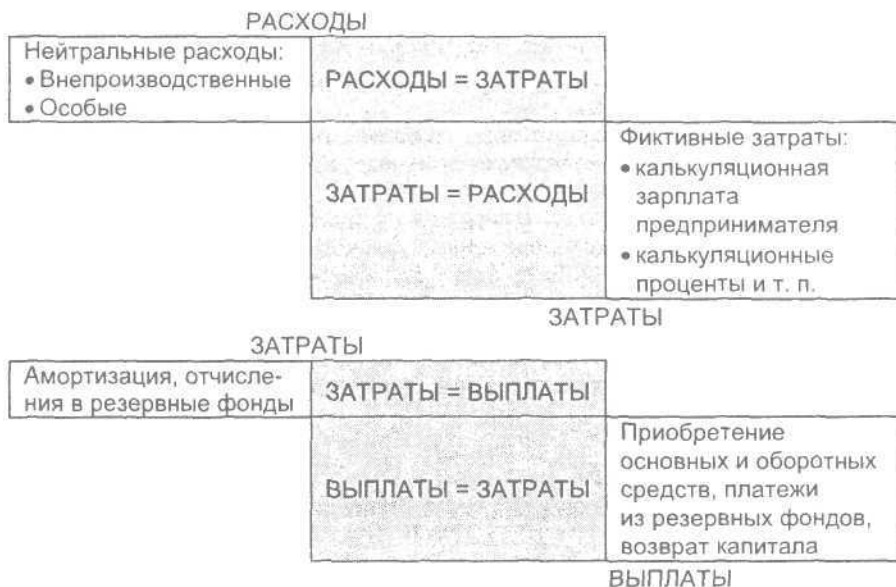 РАСХОДЫ
Нейтральные расходы:
• Внепроизводственные
• Особые
РАСХОДЫ = ЗАТРАТЫ
ЗАТРАТЫ = РАСХОДЫ
Фиктивные затраты:
• калькуляционная
зарплата
предпринимателя
• калькуляционные
проценты и т. п.
ЗАТРАТЫ
ЗАТРАТЫ
Амортизация, отчисле-
ния в резервные фонды
ЗАТРАТЫ = ВЫПЛАТЫ
ВЫПЛАТЫ = ЗАТРАТЫ
Приобретение
основных и оборотных
средств, платежи
из резервных фондов,
возврат капитала
ВЫПЛАТЫ